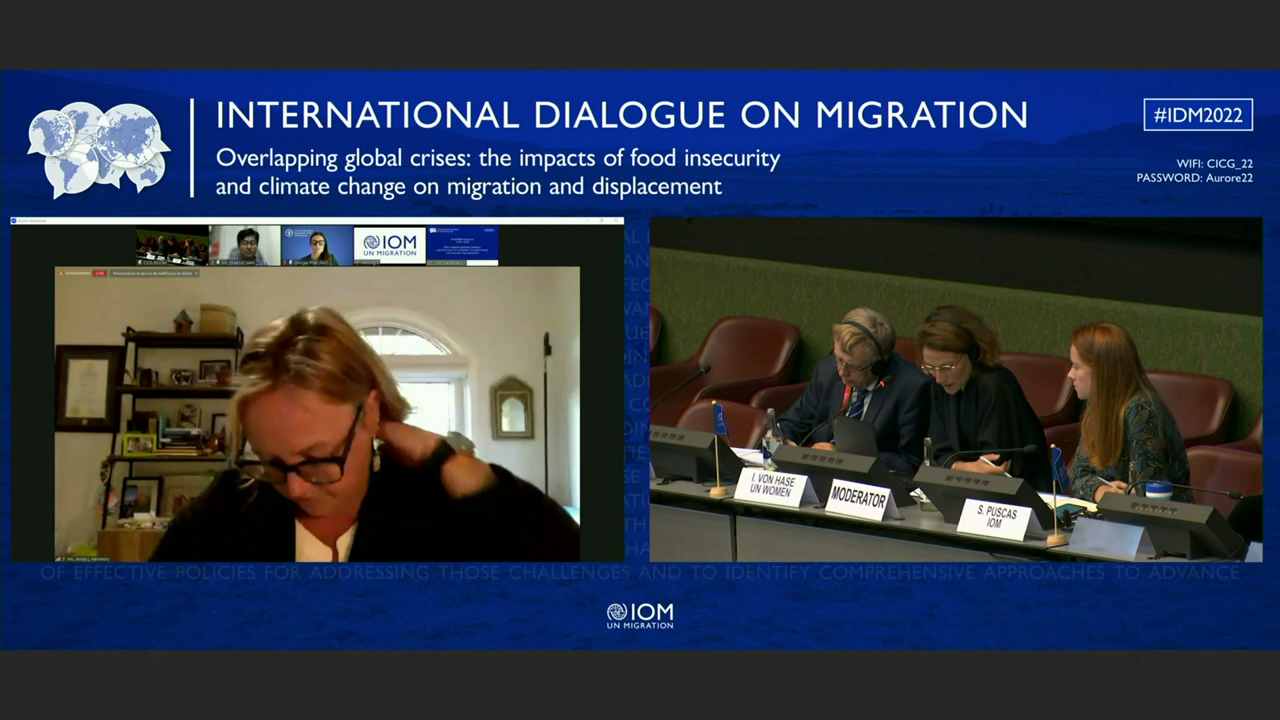 INTERNATIONAL DIALOGUE ON MIGRATION
Overlapping global crises: the impacts of food insecurity
and climate change on migration and displacement
#IDM2022
WIFI: CICG_22
PASSWORD: Aurore22
IOM
UN MIGRATION
LIVE
I. VON HASE
UN WOMEN
MODERATOR
S. PUSCAS
IOM
OF EFFECTIVE POLICIES FOR ADDRESSING THOSE CHALLENGES AND TO IDENTIFY COMPREHENSIVE APPROACHES TO ADVANCE
IOM
UN MIGRATION